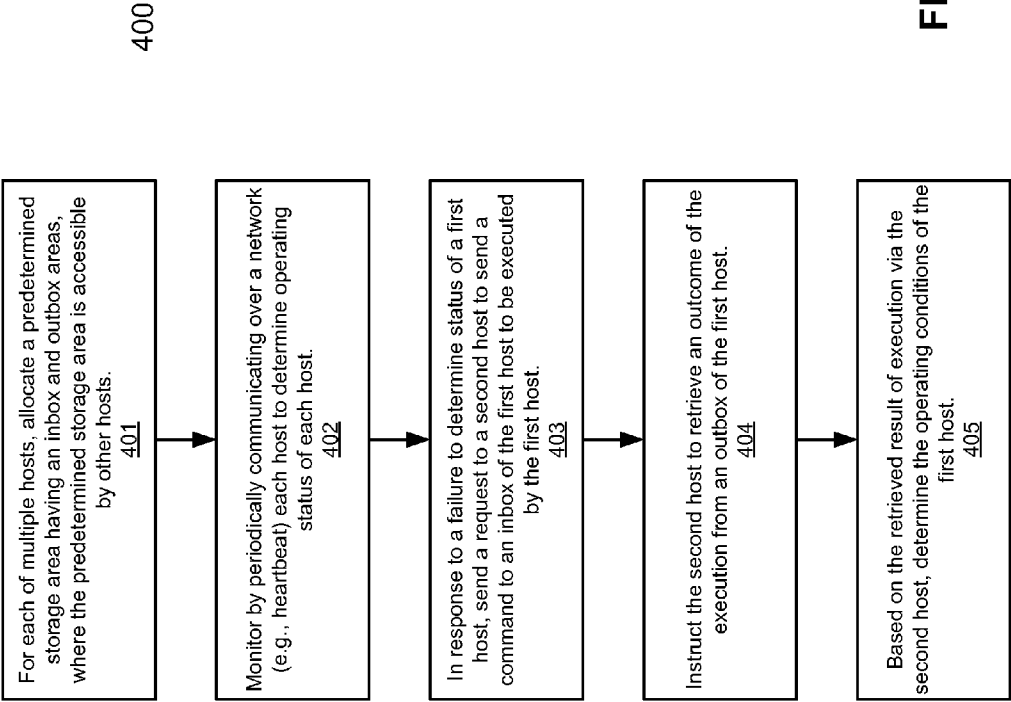 For each of multiple hosts, allocate a predetermined
storage area having an inbox and outbox areas,
where the predetermined storage area is accessible
by other hosts.
401
Monitor by periodically communicating over a network
(e.g., heartbeat) each host to determine operating
status of each host.
402
In response to a failure to determine status of a first
host, send a request to a second host to send a
command to an inbox of the first host to be executed
by the first host.
403
Instruct the second host to retrieve an outcome of the
execution from an outbox of the first host.
404
Based on the retrieved result of execution via the
second host, determine the operating conditions of the
first host.
405
400